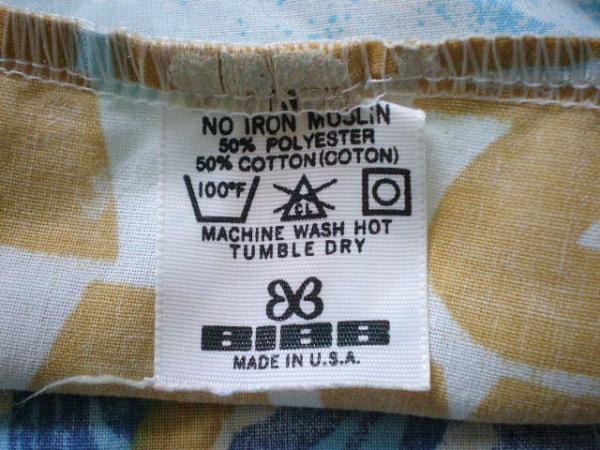 NO IRON MUSLIN
50% POLYESTER
50% COTTON(COTON)
100°F
CL
MACHINE WASH HOT
TUMBLE DRY
BIBB
MADE IN U.S.A.